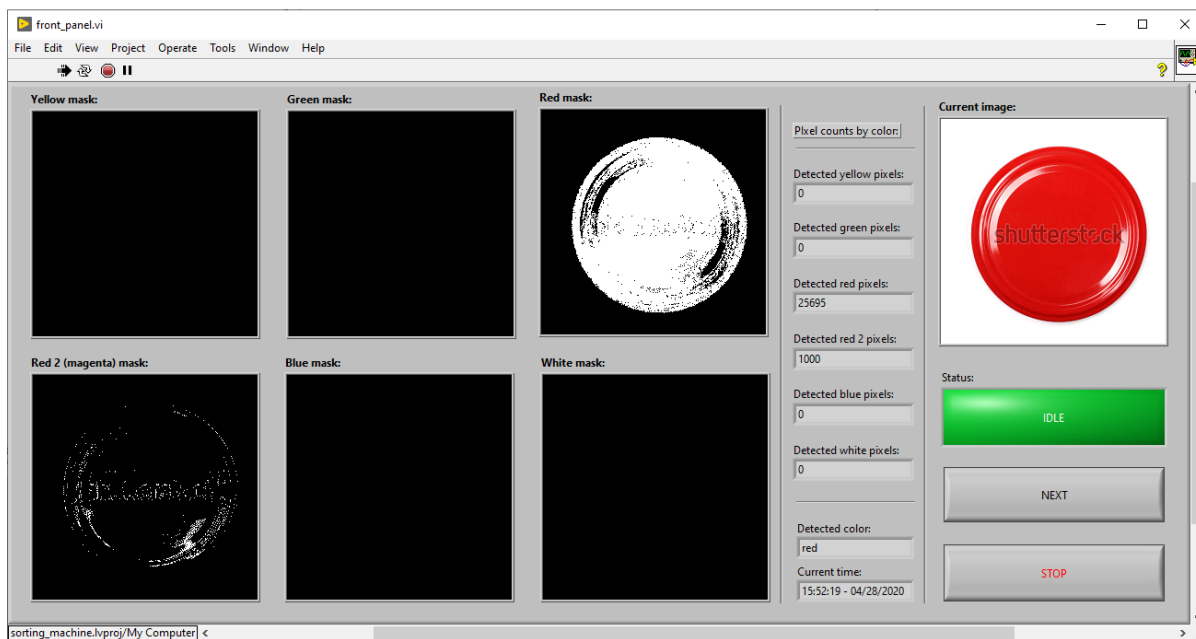 front_panel.vi
File Edit View Project Operate Tools Window Help
Yellow mask:
Green mask:
Red mask:
Red 2 (magenta) mask:
Blue mask:
White mask:
Pixel counts by color:
Detected yellow pixels:
0
Detected green pixels:
0
Detected red pixels:
25695
Detected red 2 pixels:
1000
Detected blue pixels:
0
Detected white pixels:
0
Detected color:
red
Current time:
15:52:19 - 04/28/2020
Current image:
shutterstock
Status:
IDLE
NEXT
STOP
sorting_machine.lvproj/My Computer